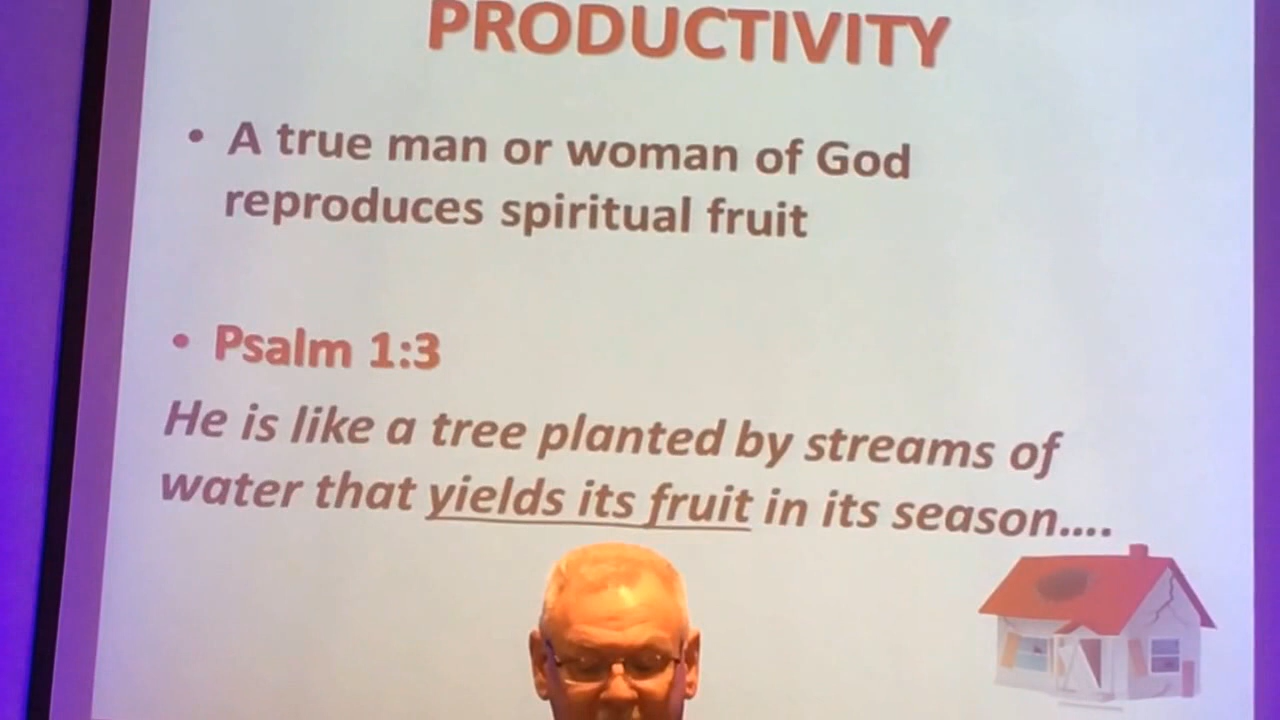 PRODUCTIVITY
• A true man or woman of God
reproduces spiritual fruit
• Psalm 1:3
He is like a tree planted by streams of
water that yields its fruit in its season....